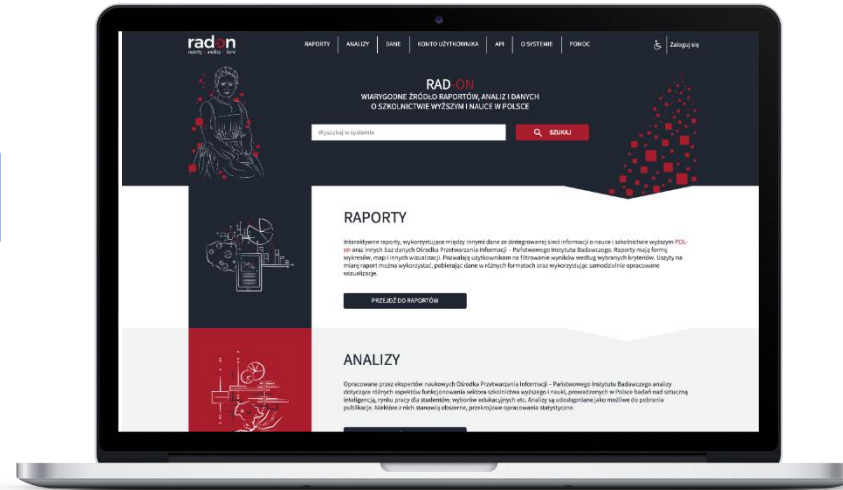 radon
raporty analizy dane
RAPORTY
ANALIZY
DANE
KONTO UŻYTKOWNIKA
API
O SYSTEMIE
POMOC
Zaloguj się
RAD-ON
WIARYGODNE ŹRÓDŁO RAPORTÓW, ANALIZ I DANYCH
O SZKOLNICTWIE WYŻSZYM I NAUCE W POLSCE
Wyszukaj w systemie
SZUKAJ
RAPORTY
Interaktywne raporty, wykorzystujące między innymi dane ze zintegrowanej sieci informacji o nauce i szkolnictwie wyższym POL-
on oraz innych baz danych Ośrodka Przetwarzania Informacji – Państwowego Instytutu Badawczego. Raporty mają formę
wykresów, map i innych wizualizacji. Pozwalają użytkownikom na filtrowanie wyników według wybranych kryteriów. Uszyty na
miarę raport można wykorzystać, pobierając dane w różnych formatach oraz wykorzystując samodzielnie opracowane
wizualizacje.
PRZEJDŹ DO RAPORTÓW
ANALIZY
Opracowane przez ekspertów naukowych Ośrodka Przetwarzania Informacji – Państwowego Instytutu Badawczego analizy
dotyczące różnych aspektów funkcjonowania sektora szkolnictwa wyższego i nauki, prowadzonych w Polsce badań nad sztuczną
inteligencją, rynku pracy dla studentów, wyborów edukacyjnych etc. Analizy są udostępniane jako możliwe do pobrania
publikacje. Niektóre z nich stanowią obszerne, przekrojowe opracowania statystyczne.